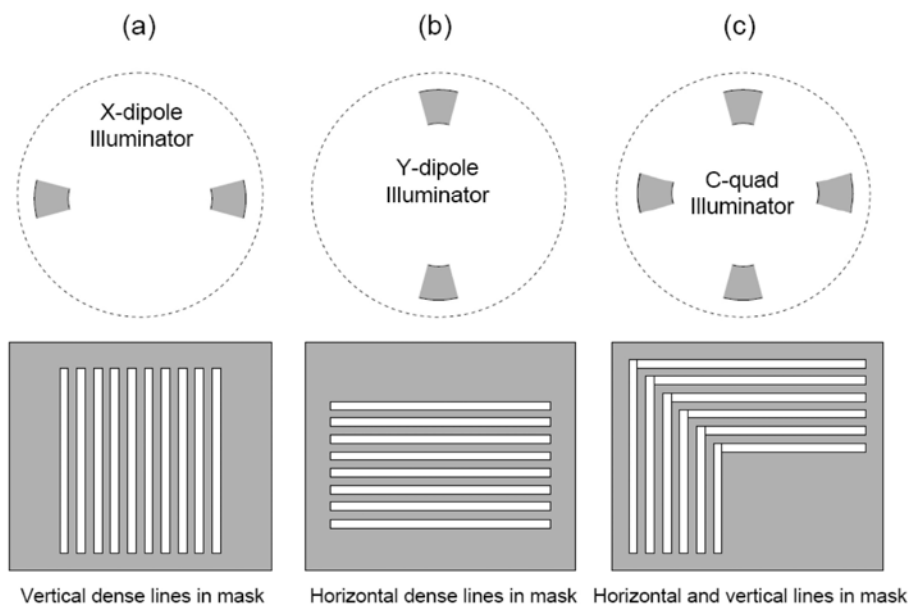 (a)
(b)
(c)
X-dipole
Illuminator
Y-dipole
Illuminator
C-quad
Illuminator
Vertical dense lines in mask
Horizontal dense lines in mask
Horizontal and vertical lines in mask